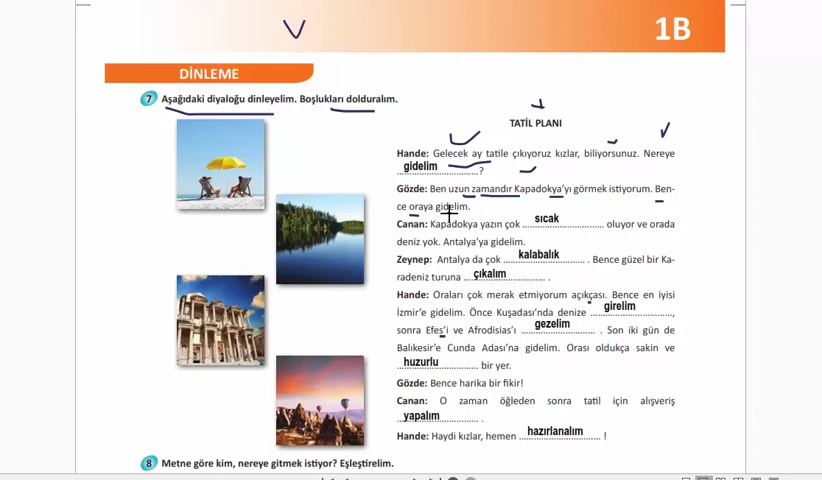 1B
DİNLEME
7 Aşağıdaki diyaloğu dinleyelim. Boşlukları dolduralım.
TATİL PLANI
Hande: Gelecek ay tatile çıkıyoruz kızlar, biliyorsunuz. Nereye
gidelim ?
Gözde: Ben uzun zamandır Kapadokya'yı görmek istiyorum. Ben-
ce oraya gidelim.
Canan: Kapadokya yazın çok sıcak oluyor ve orada
deniz yok. Antalya'ya gidelim.
Zeynep: Antalya da çok kalabalık . Bence güzel bir Ka-
radeniz turuna çıkalım .
Hande: Oraları çok merak etmiyorum açıkçası. Bence en iyisi
İzmir'e gidelim. Önce Kuşadası'nda denize girelim ,
sonra Efes'i ve Afrodisias'ı gezelim . Son iki gün de
Balıkesir'e Cunda Adası'na gidelim. Orası oldukça sakin ve
huzurlu bir yer.
Gözde: Bence harika bir fikir!
Canan: O zaman öğleden sonra tatil için alışveriş
yapalım .
Hande: Haydi kızlar, hemen hazırlanalım !
8 Metne göre kim, nereye gitmek istiyor? Eşleştirelim.